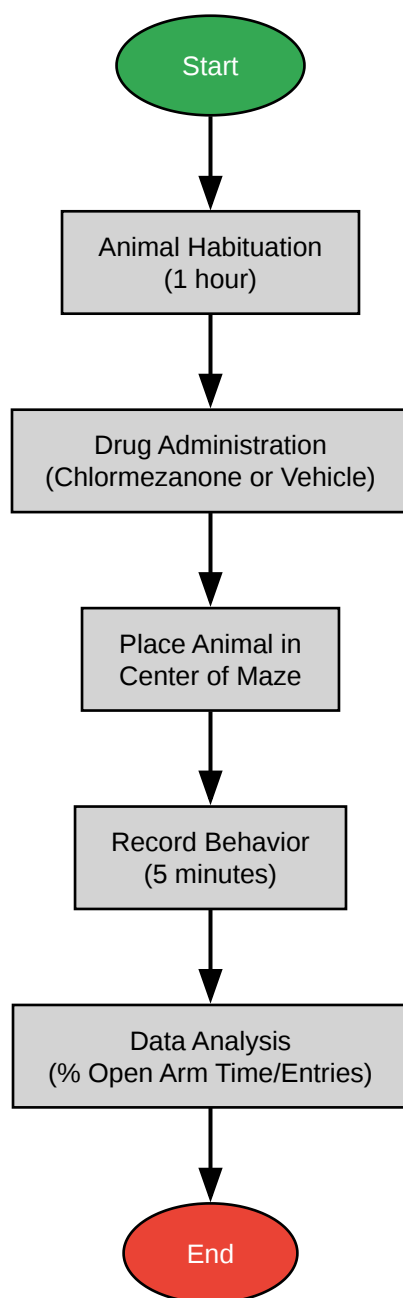 Start
Animal Habituation
(1 hour)
Drug Administration
(Chlormezanone or Vehicle)
Place Animal in
Center of Maze
Record Behavior
(5 minutes)
Data Analysis
(% Open Arm Time/Entries)
End